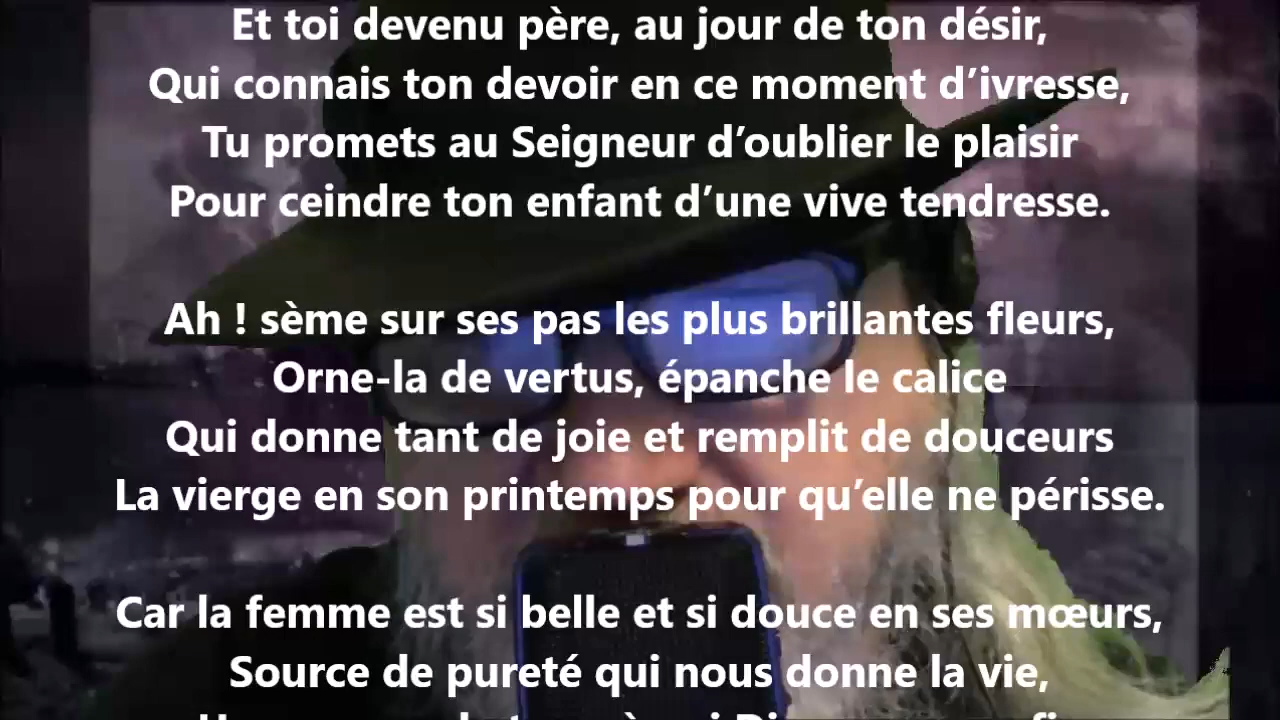 Et toi devenu père, au jour de ton désir,
Qui connais ton devoir en ce moment d’ivresse,
Tu promets au Seigneur d’oublier le plaisir
Pour ceindre ton enfant d’une vive tendresse.
Ah ! sème sur ses pas les plus brillantes fleurs,
Orne-la de vertus, épanche le calice
Qui donne tant de joie et remplit de douceurs
La vierge en son printemps pour qu’elle ne périsse.
Car la femme est si belle et si douce en ses mœurs,
Source de pureté qui nous donne la vie,